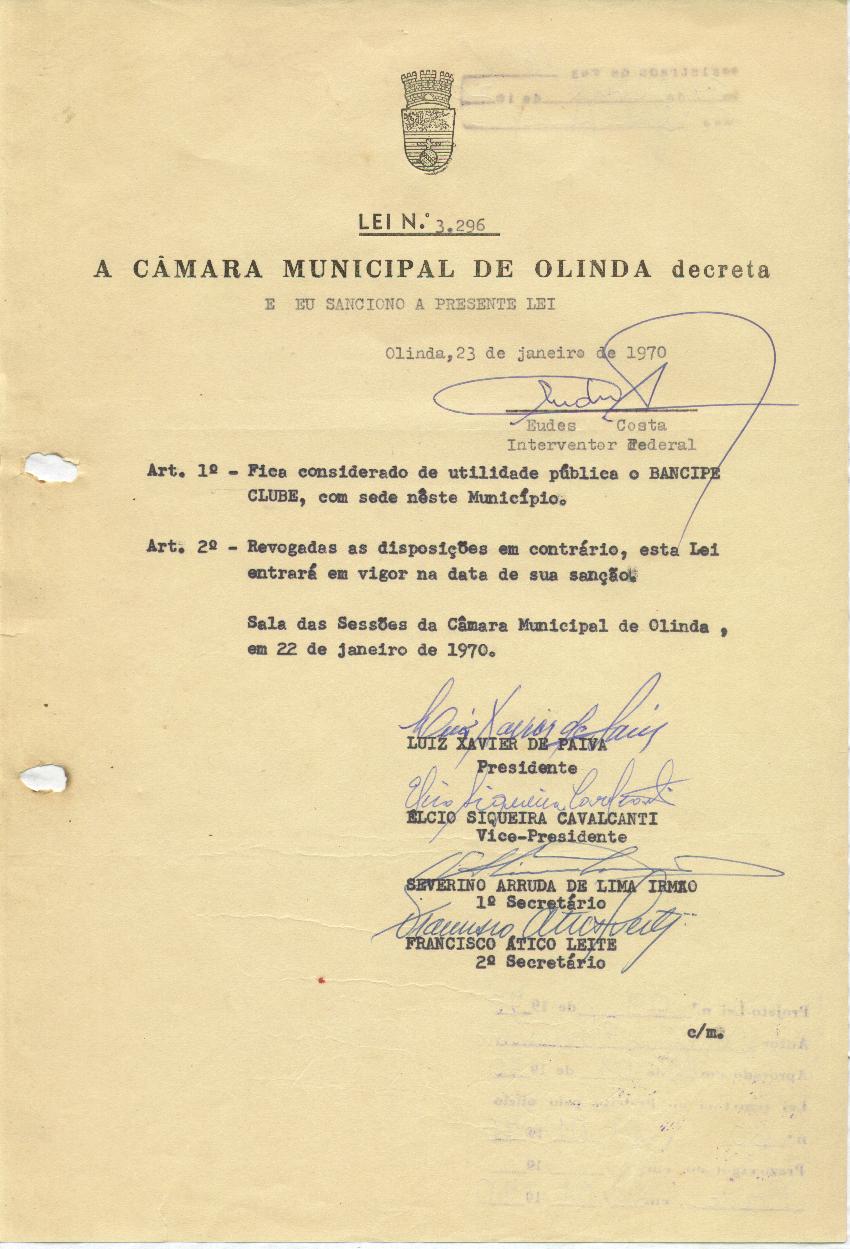 LEI N.º 3.296
A CÂMARA MUNICIPAL DE OLINDA decreta
E EU SANCIONO A PRESENTE LEI
Olinda,23 de janeiro de 1970
Eudes Costa
Interventor Federal
Art. 1º - Fica considerado de utilidade pública o BANCIPE
CLUBE, com sede nêste Município.
Art. 2º - Revogadas as disposições em contrário, esta Lei
entrará em vigor na data de sua sanção.
Sala das Sessões da Câmara Municipal de Olinda ,
em 22 de janeiro de 1970.
LUIZ XAVIER DE PAIVA
Presidente
ÉLCIO SIQUEIRA CAVALCANTI
Vice-Presidente
SEVERINO ARRUDA DE LIMA IRMÃO
1º Secretário
FRANCISCO ÁTICO LEITE
2º Secretário
c/m.